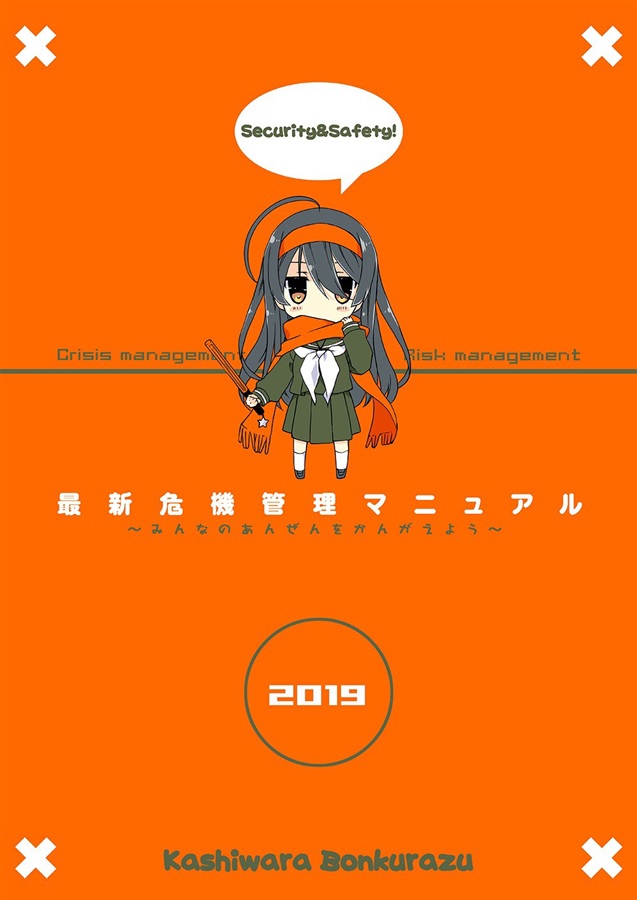 Security&Safety!
Crisis management
Risk management
最新危機管理マニュアル
～みんなのあんぜんをかんがえよう～
2019
Kashiwara Bonkurazu